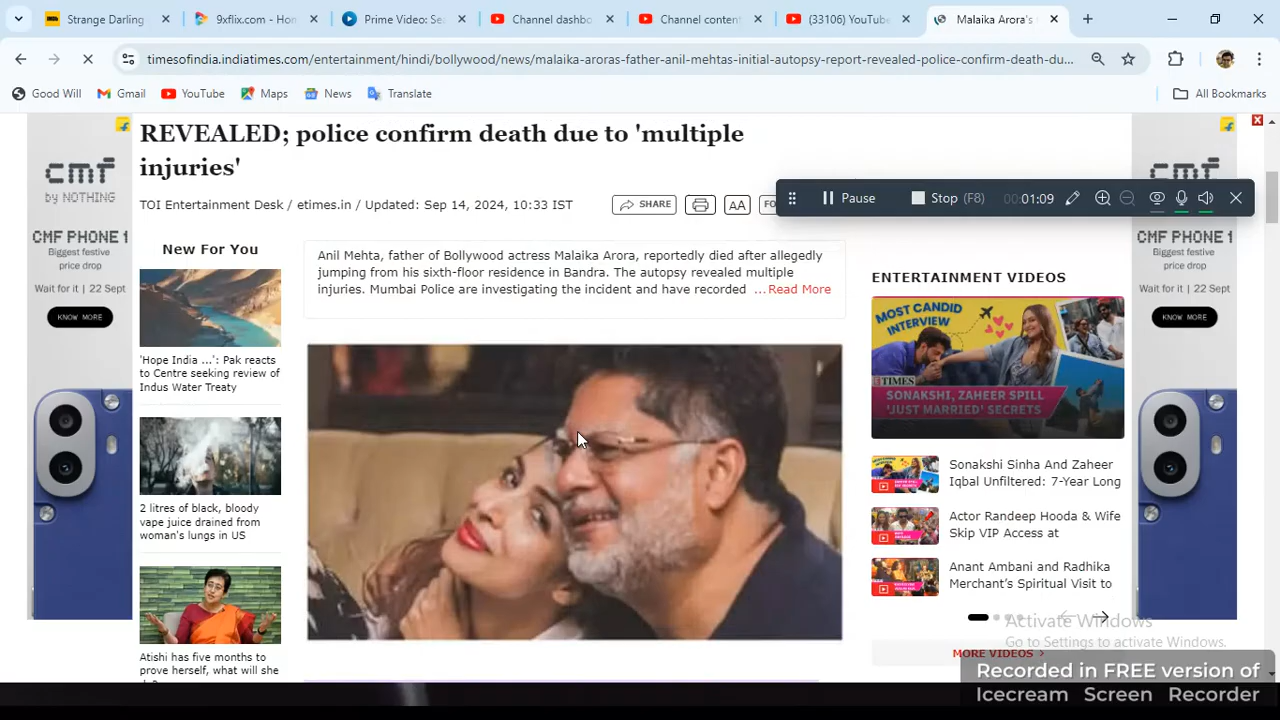 Strange Darling
9xflix.com - Hom
Prime Video: Sea
Channel dashbo
Channel content
(33106) YouTube
Malaika Arora's
timesofindia.indiatimes.com/entertainment/hindi/bollywood/news/malaika-aroras-father-anil-mehtas-initial-autopsy-report-revealed-police-confirm-death-du...
Good Will
Gmail
YouTube
Maps
News
Translate
All Bookmarks
REVEALED; police confirm death due to 'multiple
injuries'
TOI Entertainment Desk / etimes.in / Updated: Sep 14, 2024, 10:33 IST
SHARE
AA
FO
Pause
Stop (F8)
00:01:09
cmf
by NOTHING
CMF PHONE 1
Biggest festive
price drop
Wait for it | 22 Sept
KNOW MORE
New For You
'Hope India ...': Pak reacts
to Centre seeking review of
Indus Water Treaty
2 litres of black, bloody
vape juice drained from
woman's lungs in US
Atishi has five months to
prove herself, what will she
Anil Mehta, father of Bollywood actress Malaika Arora, reportedly died after allegedly
jumping from his sixth-floor residence in Bandra. The autopsy revealed multiple
injuries. Mumbai Police are investigating the incident and have recorded ...Read More
ENTERTAINMENT VIDEOS
MOST CANDID
INTERVIEW
ETIMES
SONAKSHI, ZAHEER SPILL
'JUST MARRIED' SECRETS
Sonakshi Sinha And Zaheer
Iqbal Unfiltered: 7-Year Long
Actor Randeep Hooda & Wife
Skip VIP Access at
Anant Ambani and Radhika
Merchant's Spiritual Visit to
MORE VIDEOS
cmf
CMF PHONE 1
Biggest festive
price drop
Wait for it | 22 Sept
KNOW MORE
Activate Windows
Go to Settings to activate Windows.
Recorded in FREE version of
Icecream Screen Recorder